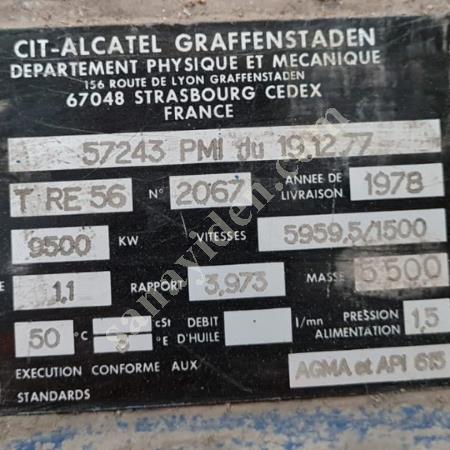 CIT-ALCATEL GRAFFENSTADEN
DEPARTEMENT PHYSIQUE ET MECANIQUE
156 ROUTE DE LYON GRAFFENSTADEN
67048 STRASBOURG CEDEX
FRANCE
57243 PMI du 19.12.77
T RE 56 N° 2067 ANNEE DE LIVRAISON 1978
9500 KW VITESSES 5959,5/1500
E 1,1 RAPPORT 3,973 MASSE 5500
50 °C cSt °E DEBIT D'HUILE l/mn PRESSION ALIMENTATION 1,5
EXECUTION CONFORME AUX STANDARDS AGMA et API 613
sanayiden.com